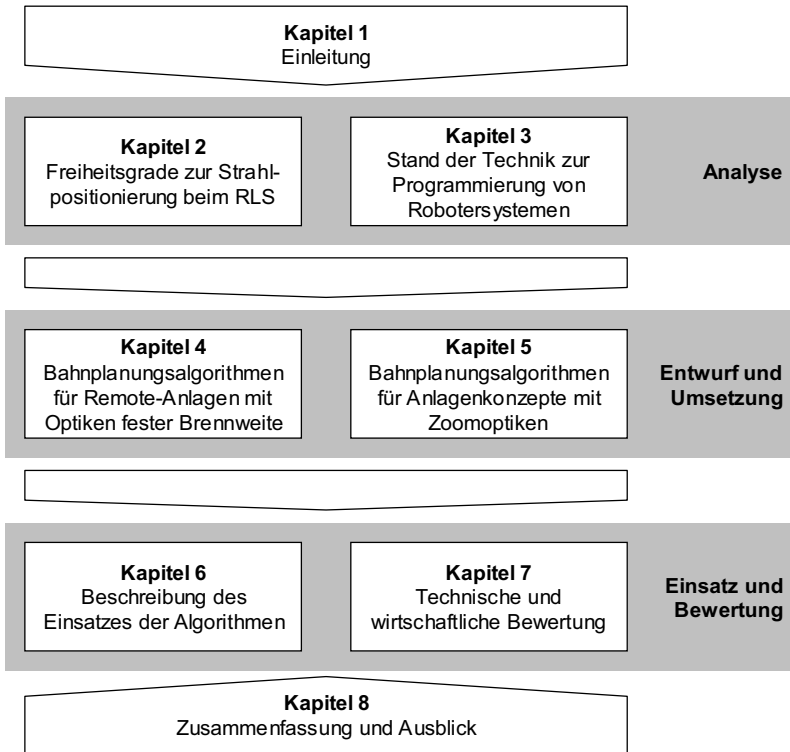 Kapitel 1
Einleitung
Kapitel 2
Freiheitsgrade zur Strahl-
positionierung beim RLS
Kapitel 3
Stand der Technik zur
Programmierung von
Robotersystemen
Analyse
Kapitel 4
Bahnplanungsalgorithmen
für Remote-Anlagen mit
Optiken fester Brennweite
Kapitel 5
Bahnplanungsalgorithmen
für Anlagenkonzepte mit
Zoomoptiken
Entwurf und
Umsetzung
Kapitel 6
Beschreibung des
Einsatzes der Algorithmen
Kapitel 7
Technische und
wirtschaftliche Bewertung
Einsatz und
Bewertung
Kapitel 8
Zusammenfassung und Ausblick